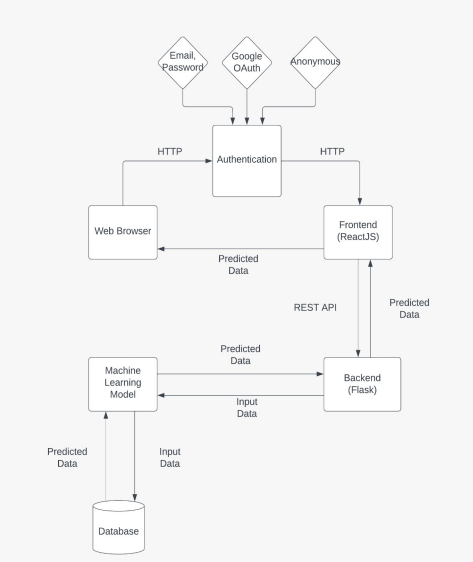 Email,
Password
Google
OAuth
Anonymous
Authentication
HTTP
HTTP
Web Browser
Frontend
(ReactJS)
Predicted
Data
REST API
Predicted
Data
Predicted
Data
Machine
Learning
Model
Backend
(Flask)
Input
Data
Predicted
Data
Input
Data
Database